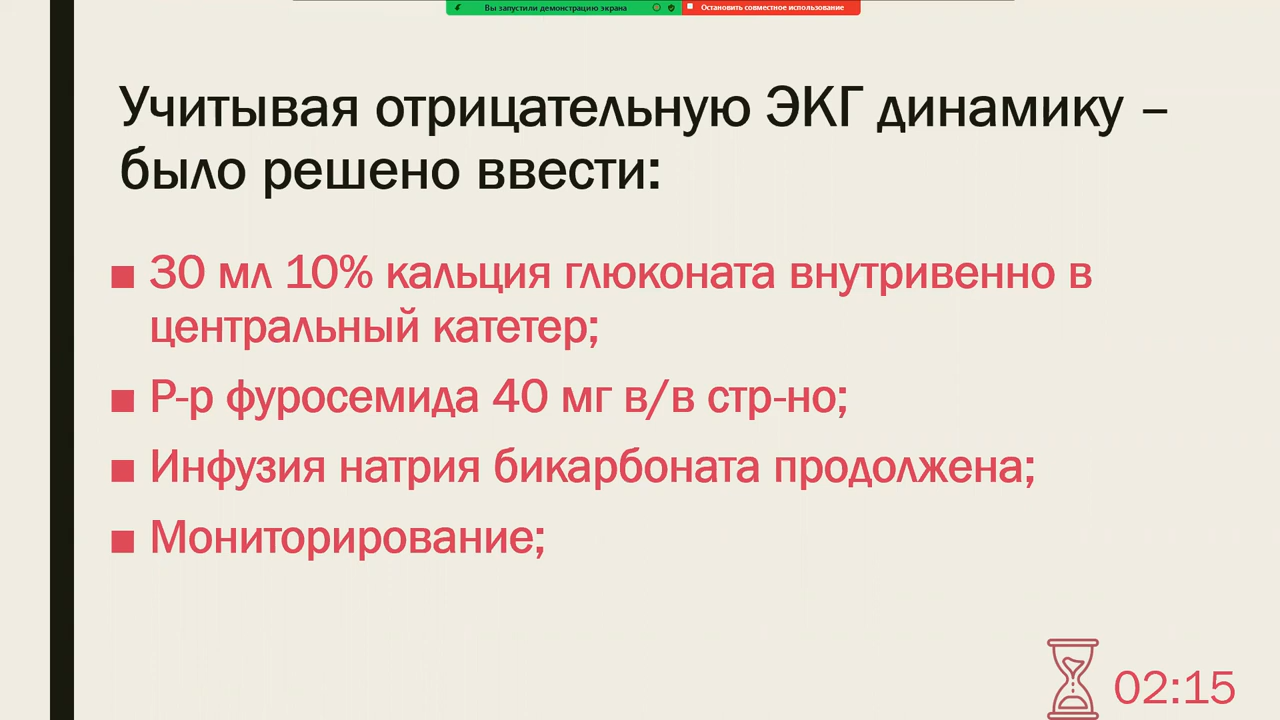 Вы запустили демонстрацию экрана
Остановить совместное использование
Учитывая отрицательную ЭКГ динамику –
было решено ввести:
■ 30 мл 10% кальция глюконата внутривенно в
центральный катетер;
■ Р-р фуросемида 40 мг в/в стр-но;
■ Инфузия натрия бикарбоната продолжена;
■ Мониторирование;
02:15